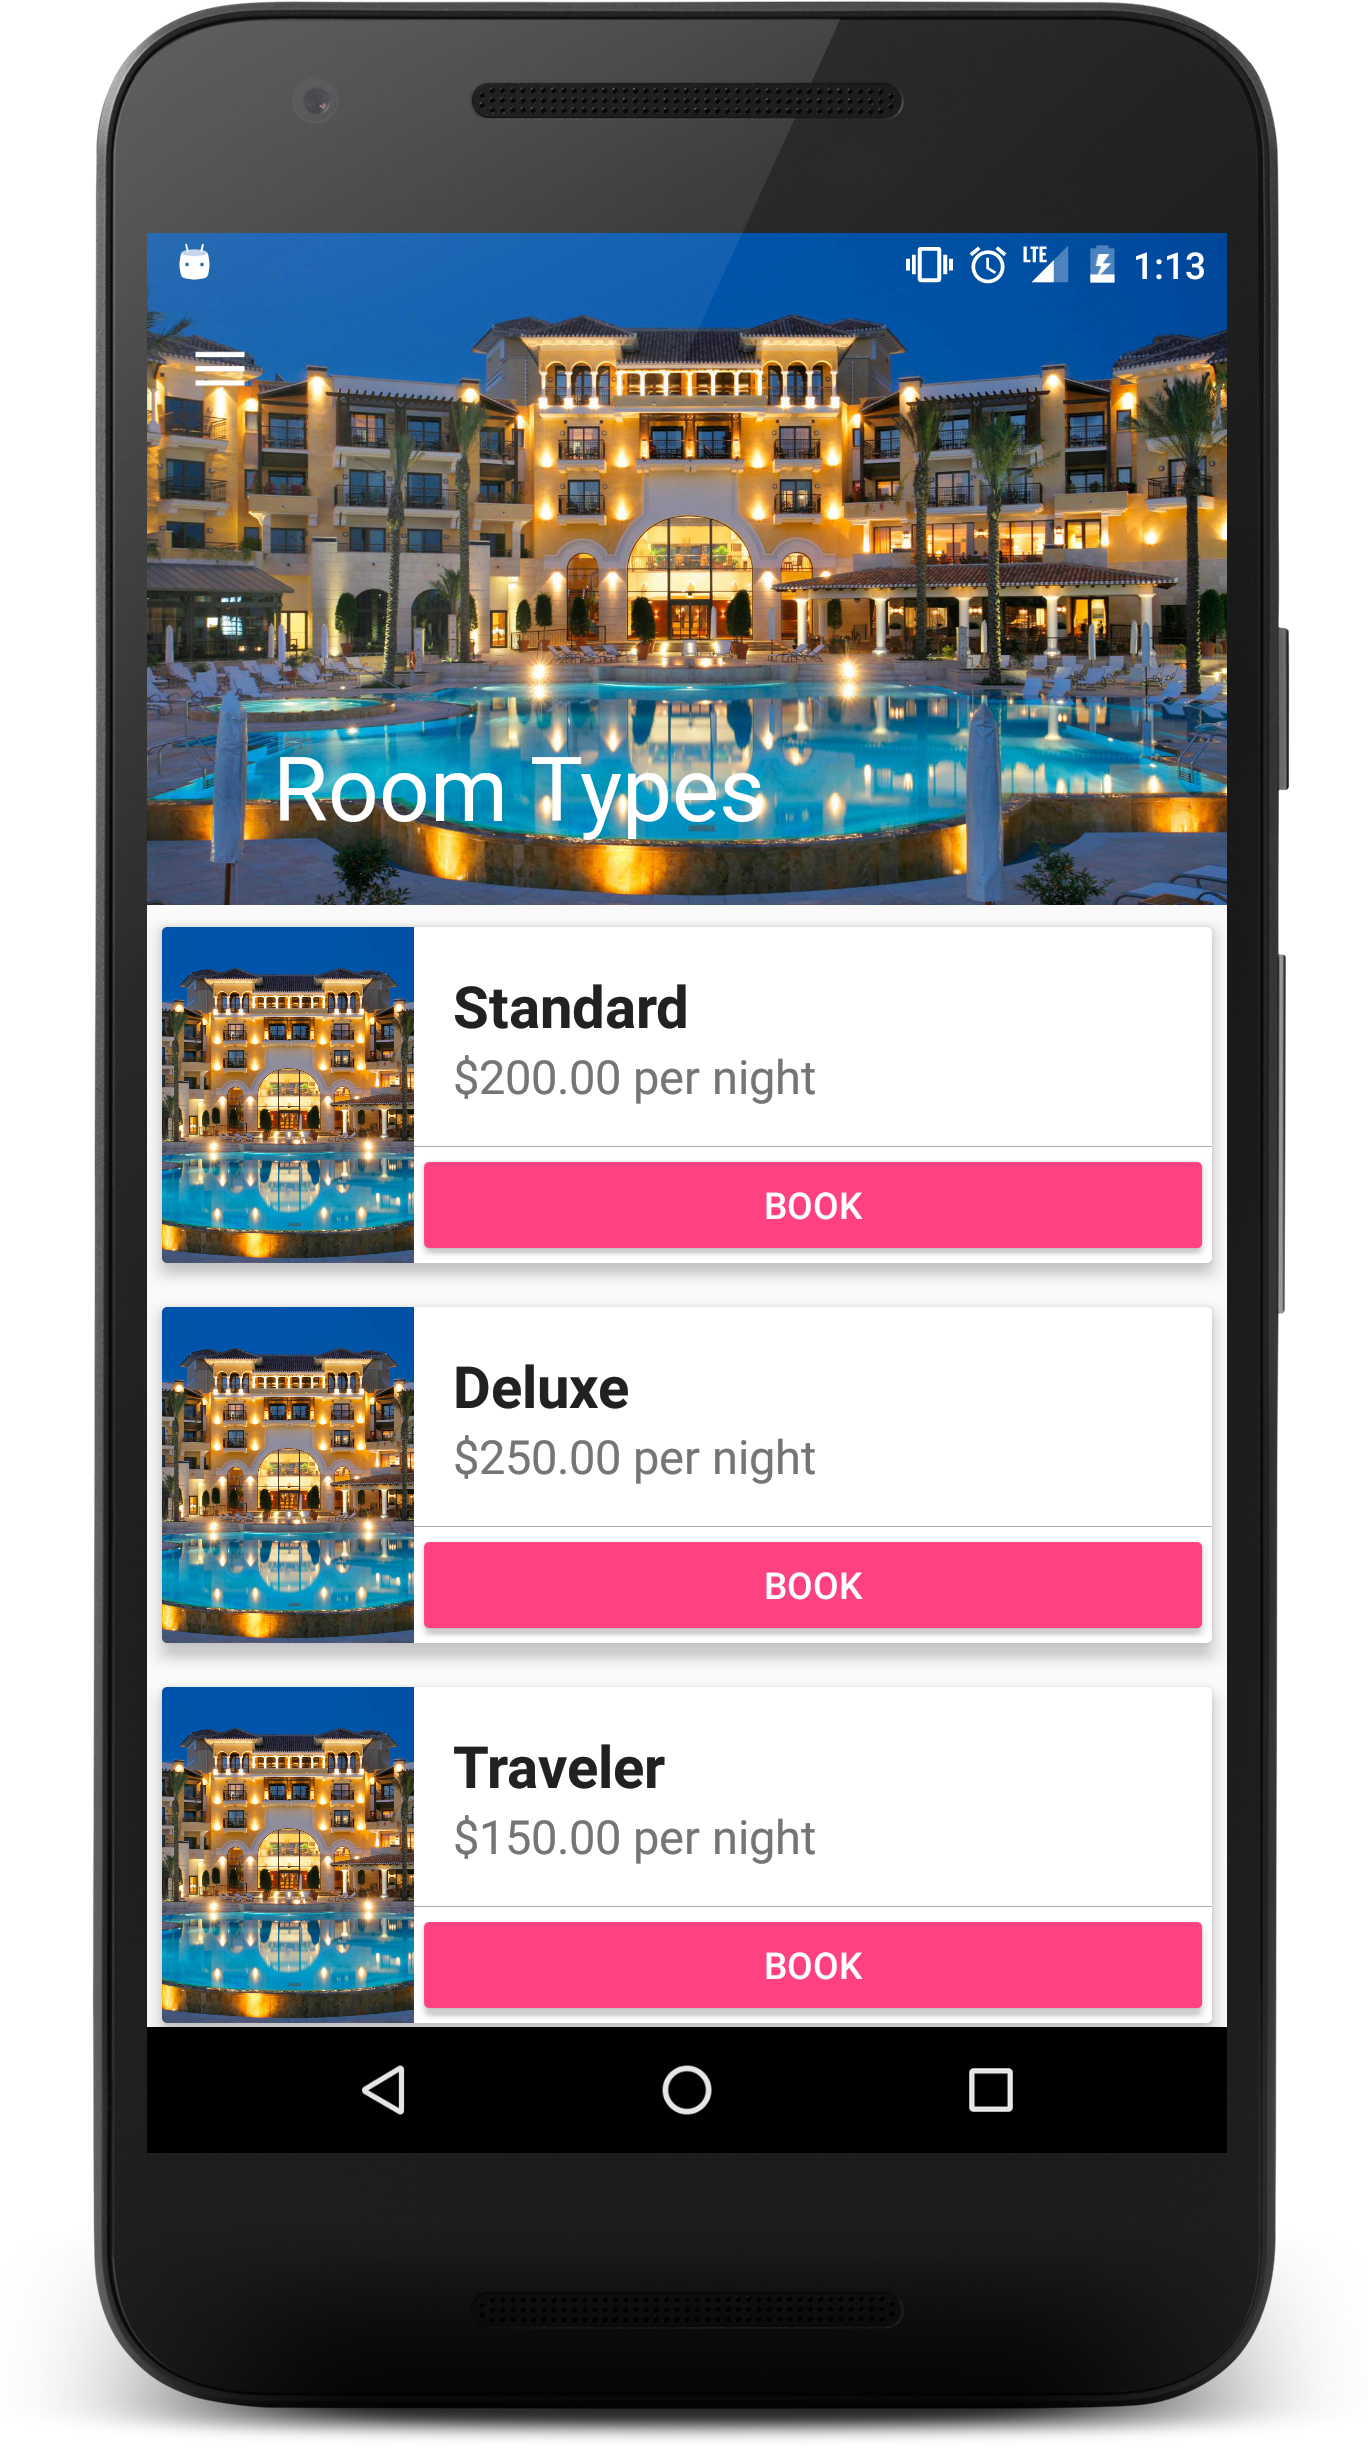 LTE 1:13
Room Types
Standard
$200.00 per night
BOOK
Deluxe
$250.00 per night
BOOK
Traveler
$150.00 per night
BOOK